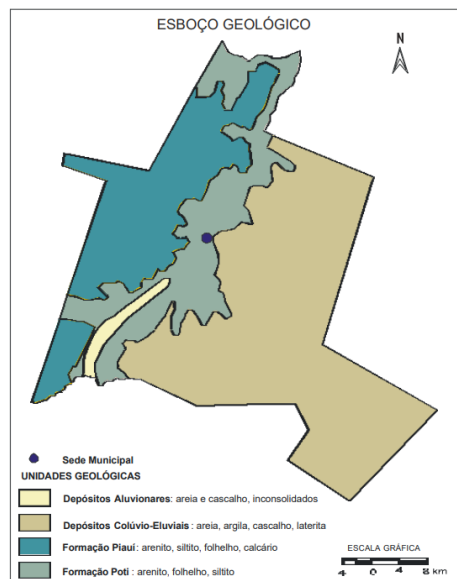 ESBOÇO GEOLÓGICO
N
Sede Municipal
UNIDADES GEOLÓGICAS
Depósitos Aluvionares: areia e cascalho, inconsolidados
Depósitos Colúvio-Eluviais : areia, argila, cascalho, laterita
Formação Piauí : arenito, siltito, folhelho, calcário
Formação Poti : arenito, folhelho, siltito
ESCALA GRÁFICA
4 0 4 8 km